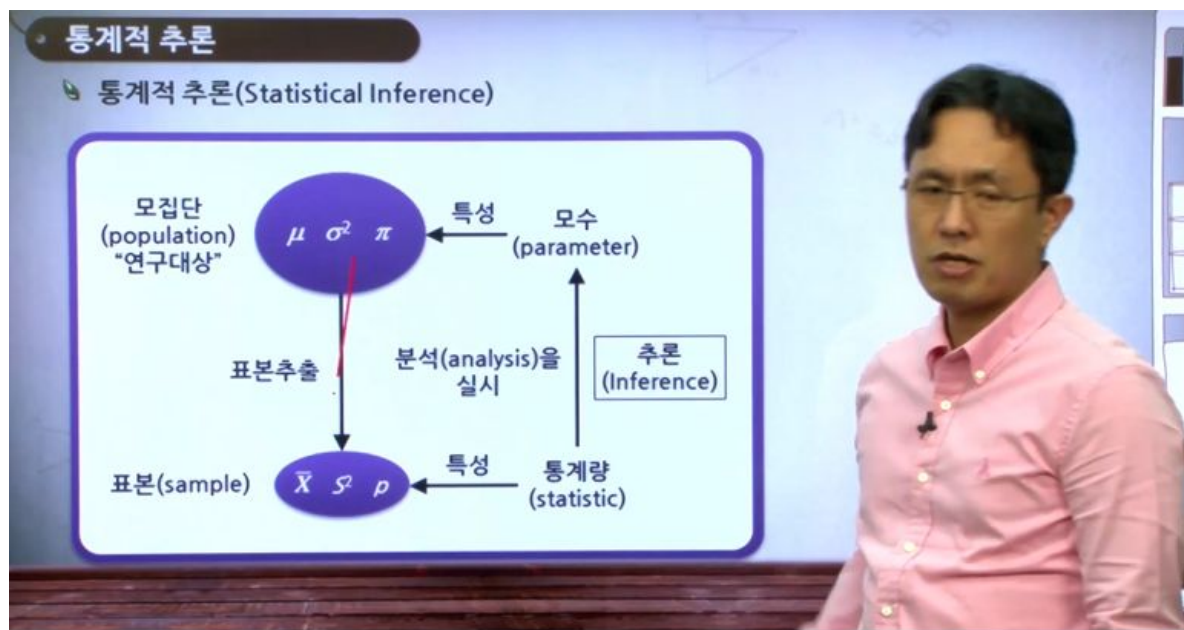 통계적 추론
통계적 추론(Statistical Inference)
모집단
(population)
“연구대상”
μ σ² π
특성
모수
(parameter)
표본추출
분석(analysis)을
실시
추론
(Inference)
표본(sample)
X̄ S² p
특성
통계량
(statistic)